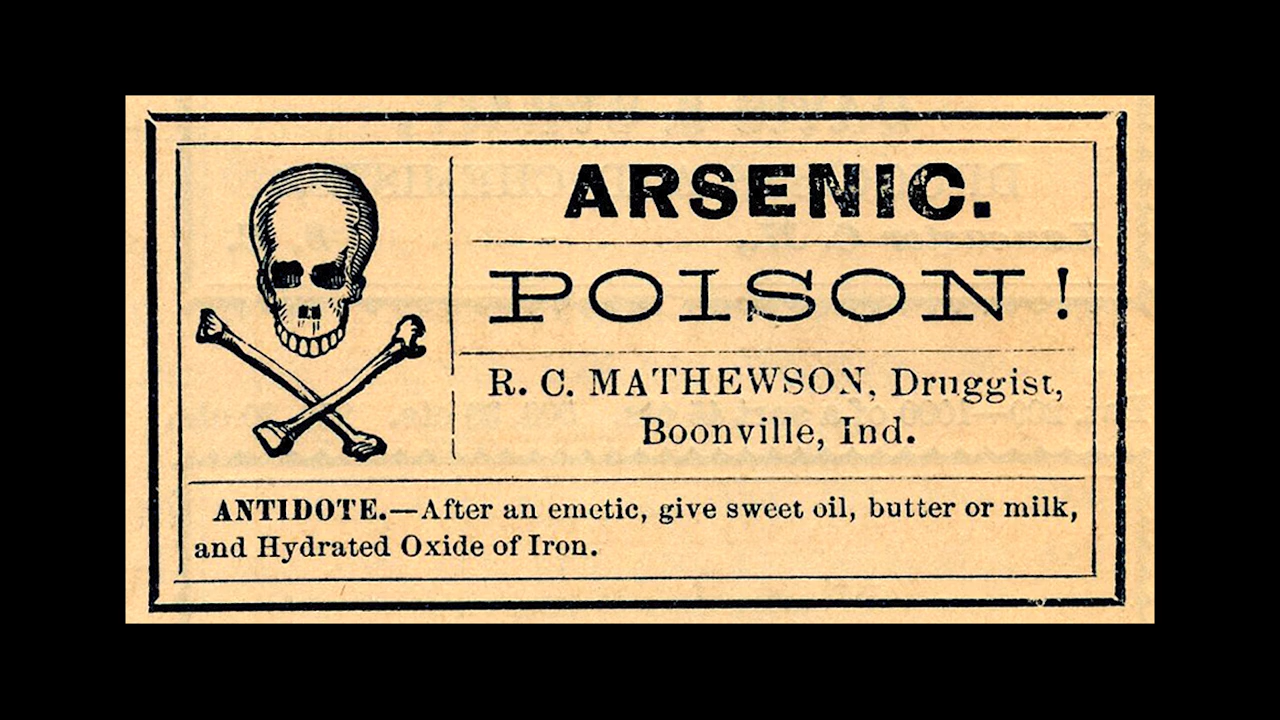 ARSENIC.
POISON!
R. C. MATHEWSON, Druggist,
Boonville, Ind.
ANTIDOTE.—After an emetic, give sweet oil, butter or milk,
and Hydrated Oxide of Iron.